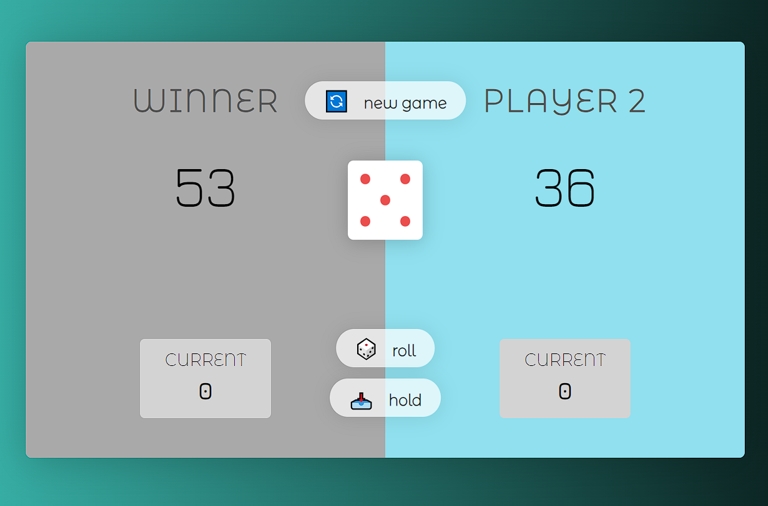 WINNER
new game
PLAYER 2
53
36
roll
hold
CURRENT
0
CURRENT
0